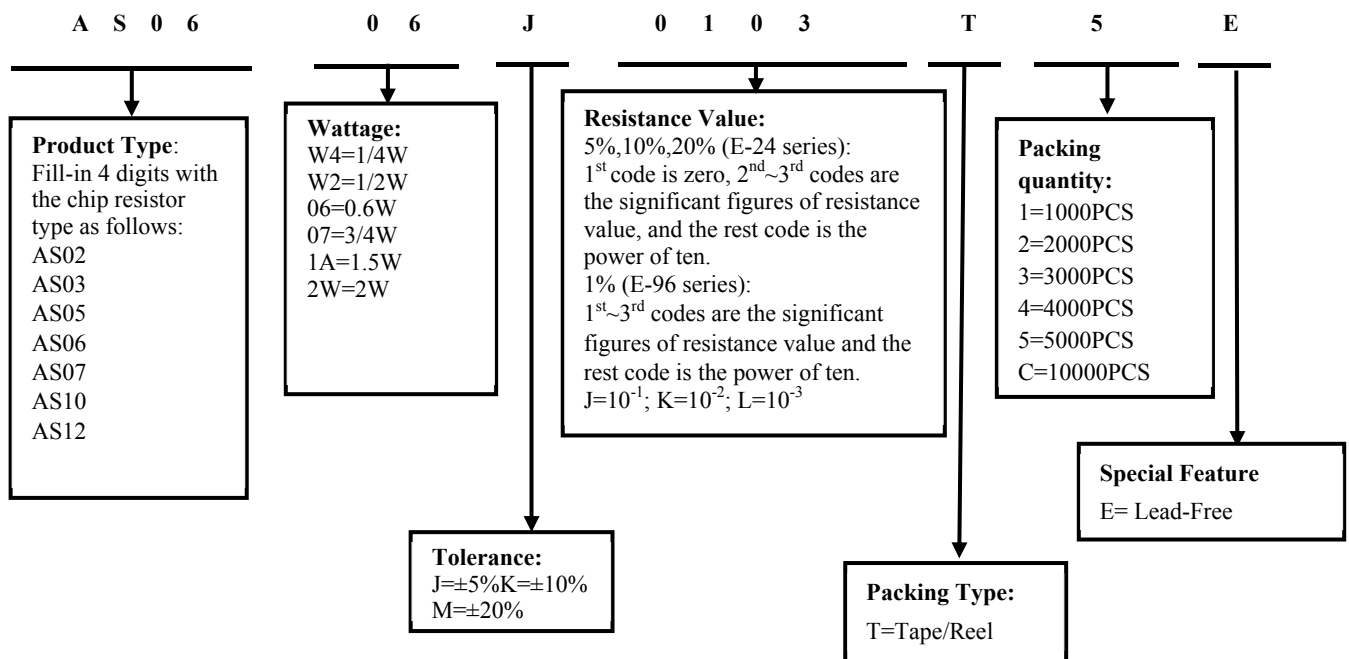 A S 0 6 0 6 J 0 1 0 3 T 5 E
Product Type:
Fill-in 4 digits with
the chip resistor
type as follows:
AS02
AS03
AS05
AS06
AS07
AS10
AS12
Wattage:
W4=1/4W
W2=1/2W
06=0.6W
07=3/4W
1A=1.5W
2W=2W
Tolerance:
J=±5%K=±10%
M=±20%
Resistance Value:
5%,10%,20% (E-24 series):
1st code is zero, 2nd~3rd codes are
the significant figures of resistance
value, and the rest code is the
power of ten.
1% (E-96 series):
1st~3rd codes are the significant
figures of resistance value and the
rest code is the power of ten.
J=10-1; K=10-2; L=10-3
Packing Type:
T=Tape/Reel
Packing
quantity:
1=1000PCS
2=2000PCS
3=3000PCS
4=4000PCS
5=5000PCS
C=10000PCS
Special Feature
E= Lead-Free